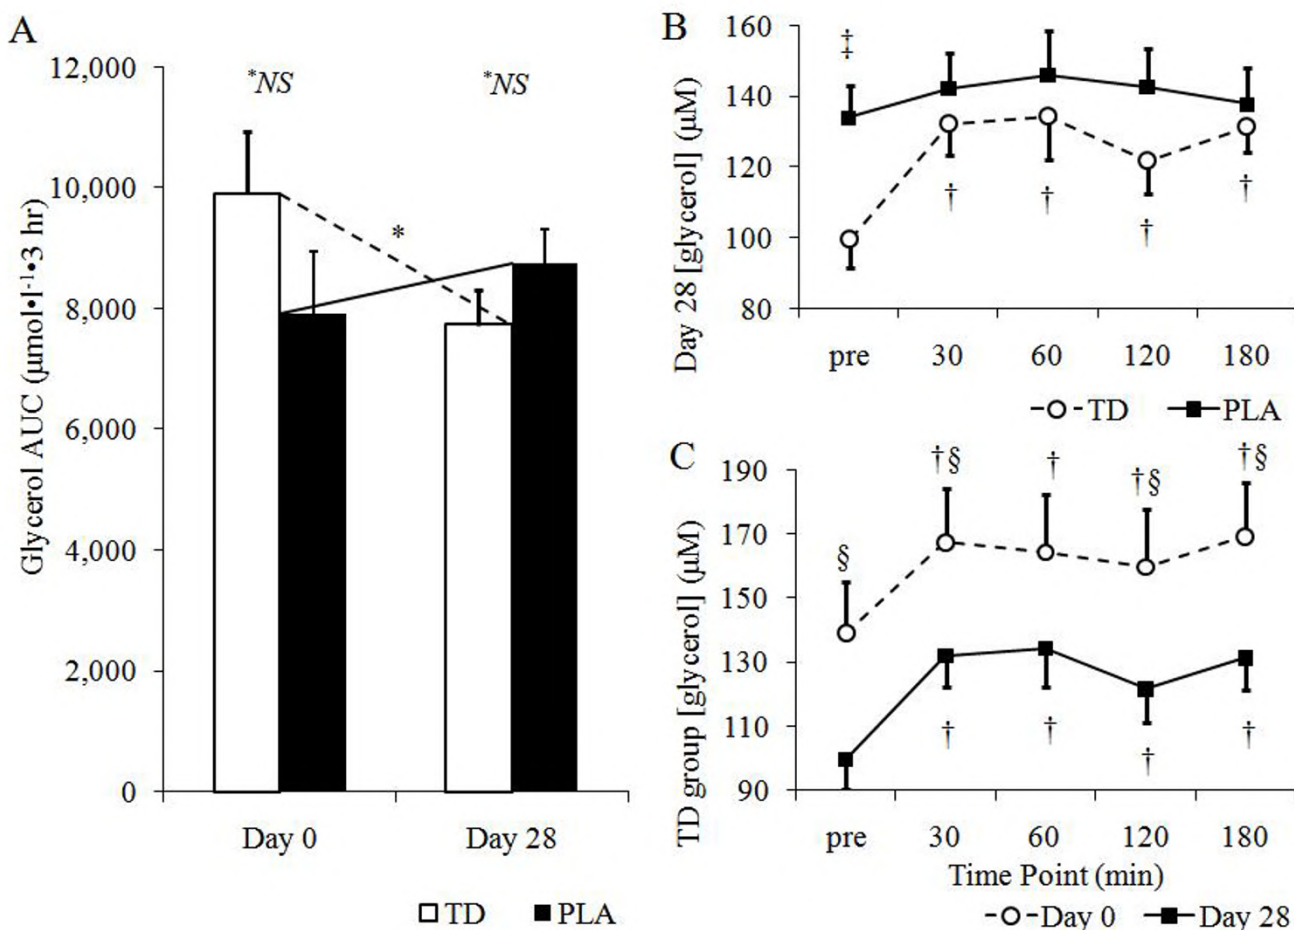 A
Glycerol AUC (µmol•l⁻¹•3 hr)
12,000
10,000
8,000
6,000
4,000
2,000
0
*NS
*NS
*
Day 0
Day 28
TD
PLA
B
Day 28 [glycerol] (µM)
160
140
120
100
80
‡
†
†
†
†
pre
30
60
120
180
TD
PLA
C
TD group [glycerol] (µM)
190
170
150
130
110
90
§
†§
†
†§
†§
†
†
†
†
pre
30
60
120
180
Time Point (min)
Day 0
Day 28